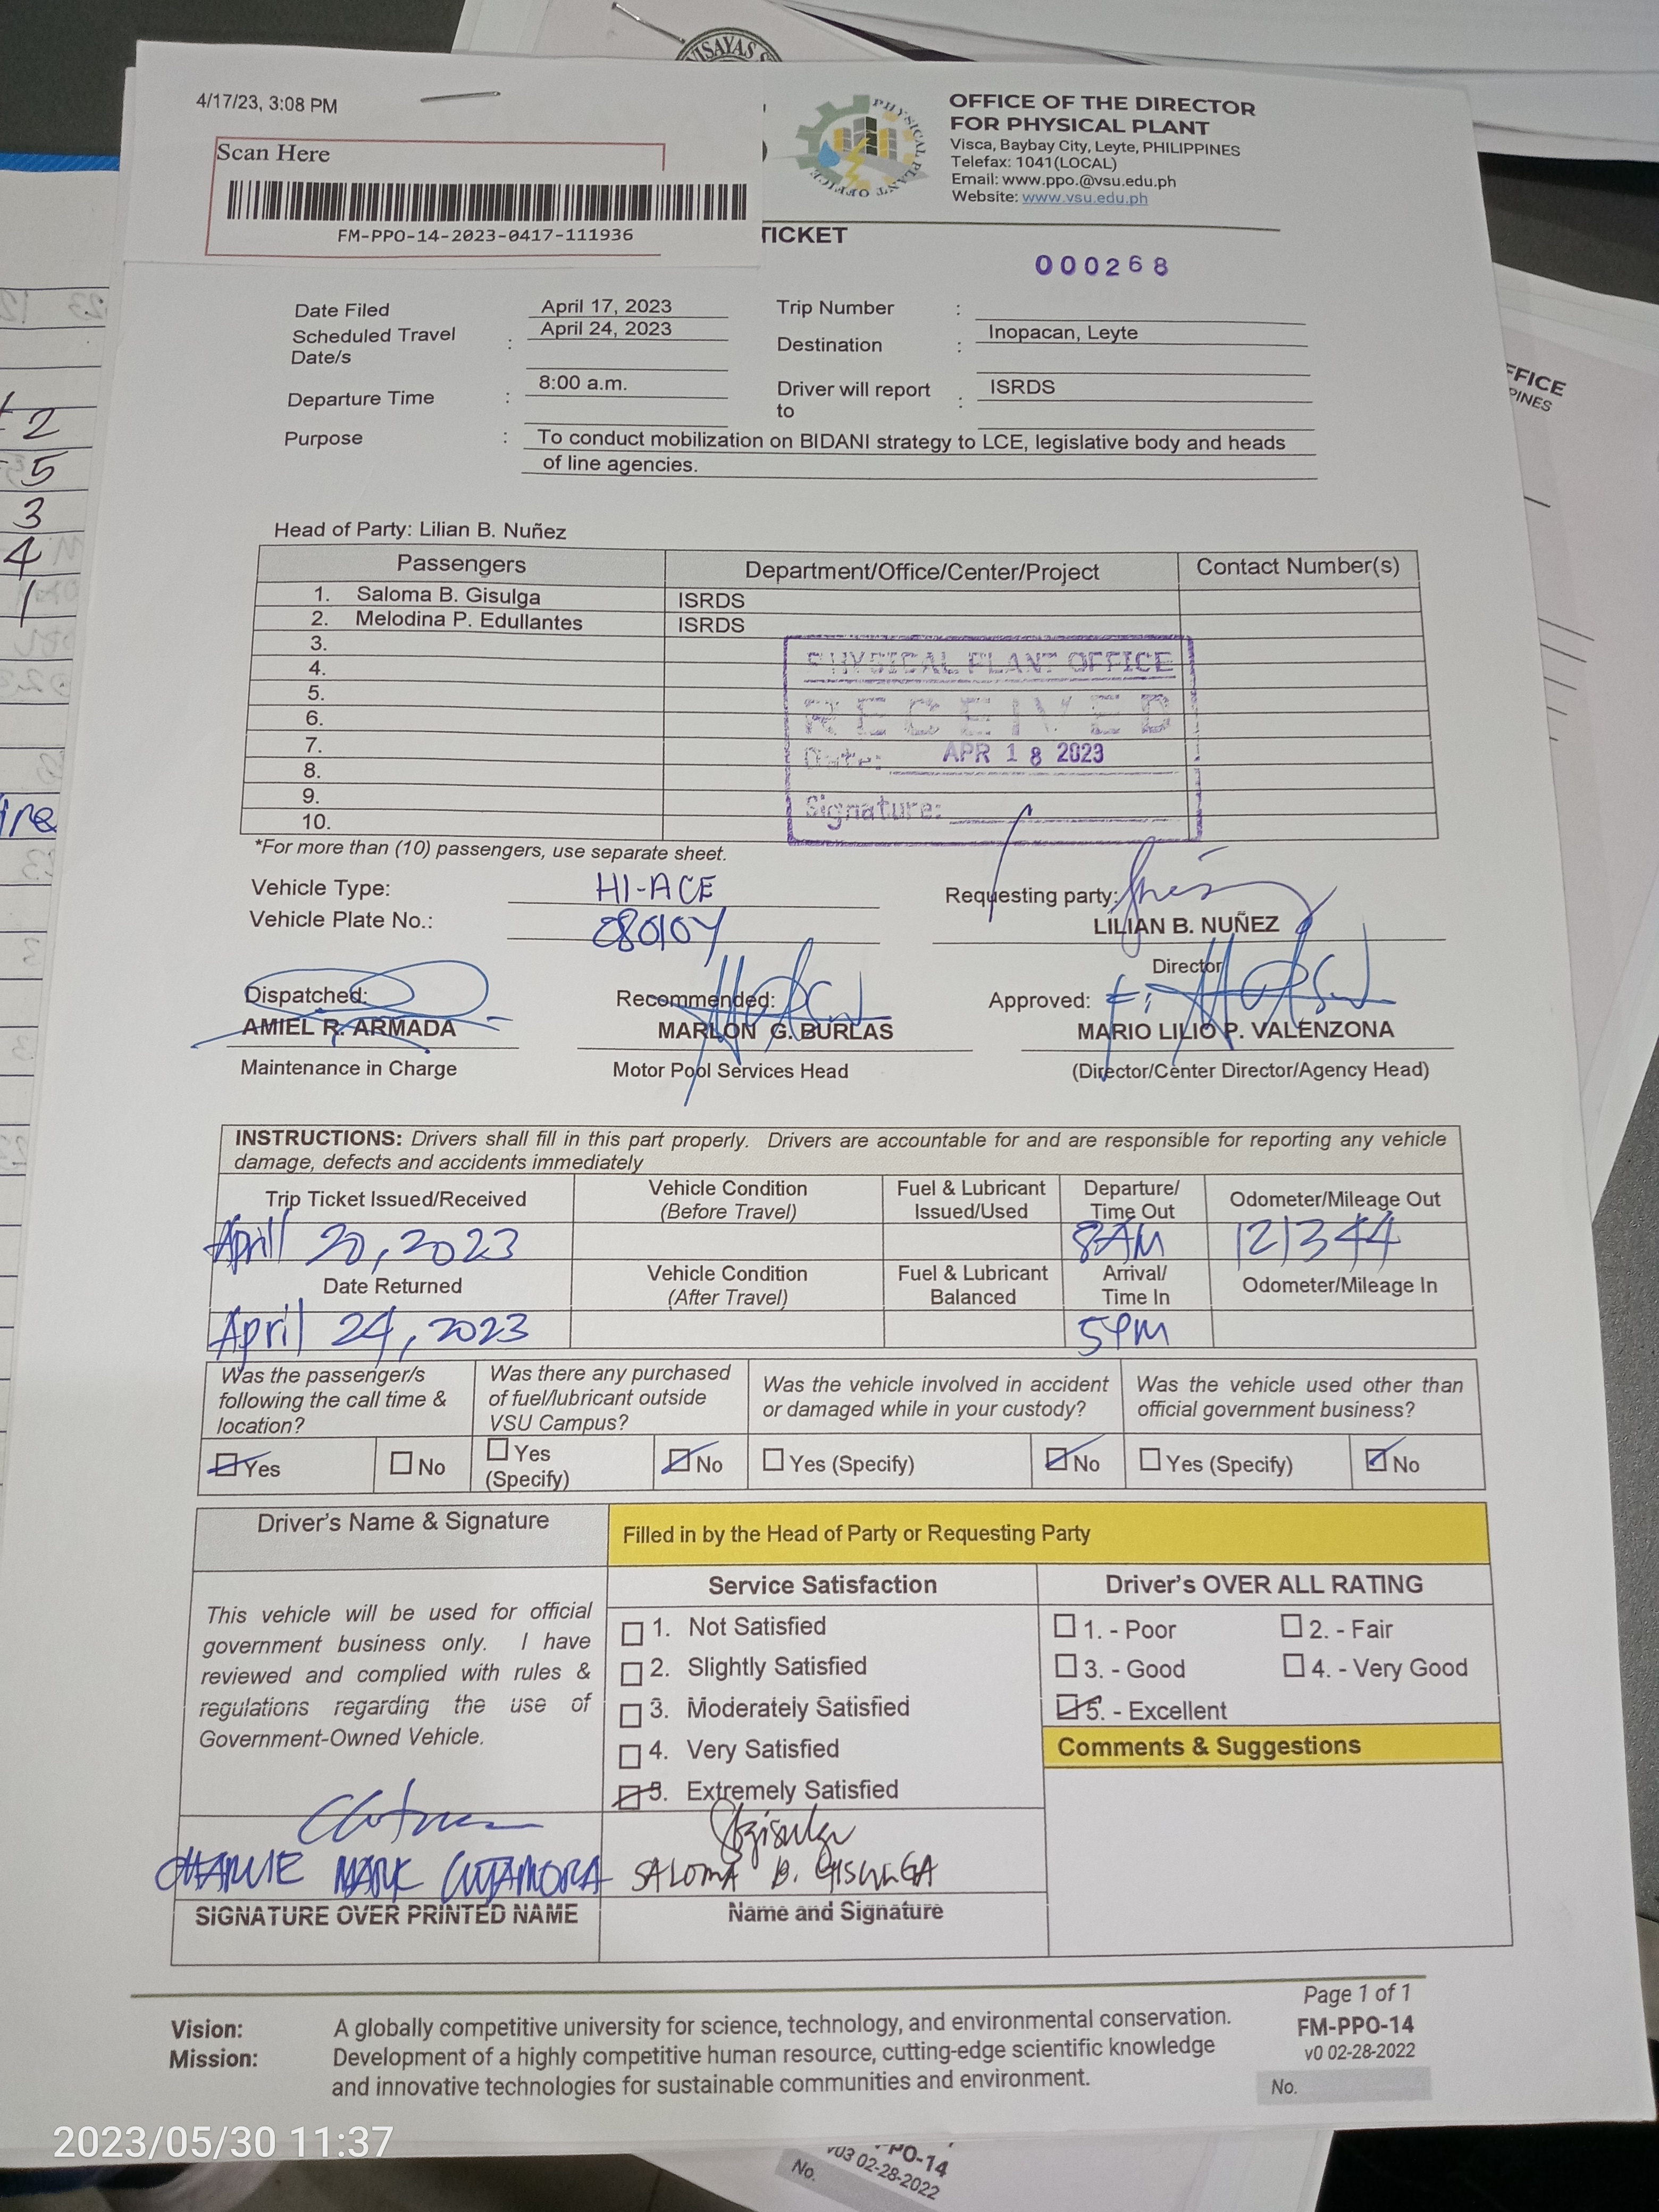 VISAYAS S
4/17/23, 3:08 PM
Scan Here
FM-PPO-14-2023-0417-111936
PHYSICAL PLANT OFFICE
OFFICE OF THE DIRECTOR
FOR PHYSICAL PLANT
Visca, Baybay City, Leyte, PHILIPPINES
Telefax: 1041(LOCAL)
Email: www.ppo.@vsu.edu.ph
Website: www.vsu.edu.ph
TICKET
000268
Date Filed April 17, 2023 Trip Number :
Scheduled Travel Date/s : April 24, 2023 Destination : Inopacan, Leyte
Departure Time : 8:00 a.m. Driver will report to : ISRDS
Purpose : To conduct mobilization on BIDANI strategy to LCE, legislative body and heads
of line agencies.
Head of Party: Lilian B. Nuñez
Passengers Department/Office/Center/Project Contact Number(s)
1. Saloma B. Gisulga ISRDS
2. Melodina P. Edullantes ISRDS
3.
4.
5.
6.
7.
8.
9.
10.
PHYSICAL PLANT OFFICE
RECEIVED
Date: APR 18 2023
Signature:
*For more than (10) passengers, use separate sheet.
Vehicle Type: HI-ACE
Vehicle Plate No.:
Requesting party:
LILIAN B. NUÑEZ
Director
Dispatched: Recommended: Approved:
AMIEL R. ARMADA MARLON G. BURLAS MARIO LILIO P. VALENZONA
Maintenance in Charge Motor Pool Services Head (Director/Center Director/Agency Head)
INSTRUCTIONS: Drivers shall fill in this part properly. Drivers are accountable for and are responsible for reporting any vehicle
damage, defects and accidents immediately
Trip Ticket Issued/Received Vehicle Condition (Before Travel) Fuel & Lubricant Issued/Used Departure/ Time Out Odometer/Mileage Out
April 20, 2023 8AM 121344
Date Returned Vehicle Condition (After Travel) Fuel & Lubricant Balanced Arrival/ Time In Odometer/Mileage In
April 24, 2023 5PM
Was the passenger/s following the call time & location? Was there any purchased of fuel/lubricant outside VSU Campus? Was the vehicle involved in accident or damaged while in your custody? Was the vehicle used other than official government business?
Yes No Yes (Specify) No Yes (Specify) No Yes (Specify) No
Driver's Name & Signature
Filled in by the Head of Party or Requesting Party
This vehicle will be used for official
government business only. I have
reviewed and complied with rules &
regulations regarding the use of
Government-Owned Vehicle.
CHARLIE MARK CUTAMORA
SIGNATURE OVER PRINTED NAME
Service Satisfaction
1. Not Satisfied
2. Slightly Satisfied
3. Moderately Satisfied
4. Very Satisfied
5. Extremely Satisfied
SALOMA B. GISULGA
Name and Signature
Driver's OVER ALL RATING
1. - Poor 2. - Fair
3. - Good 4. - Very Good
5. - Excellent
Comments & Suggestions
Page 1 of 1
FM-PPO-14
v0 02-28-2022
No.
Vision: A globally competitive university for science, technology, and environmental conservation.
Mission: Development of a highly competitive human resource, cutting-edge scientific knowledge
and innovative technologies for sustainable communities and environment.
2023/05/30 11:37
PPO-14
v03 02-28-2022
No.
FFICE
PINES
2
5
3
4
1